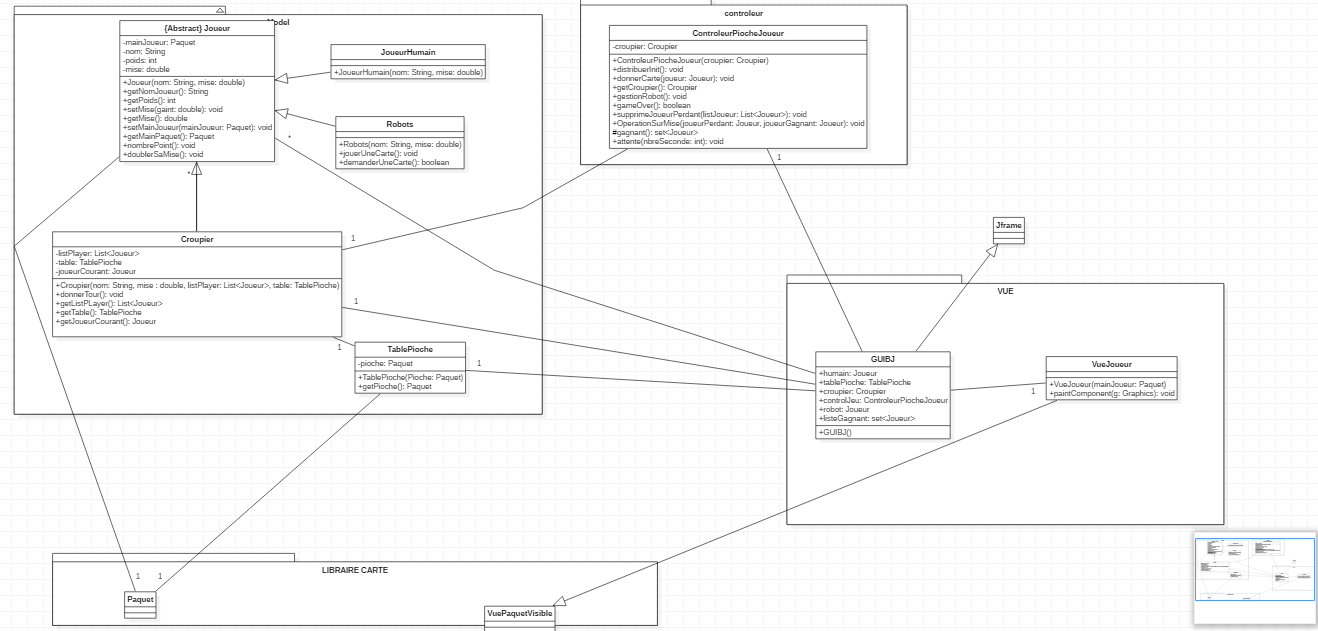 Model
{Abstract} Joueur
-mainJoueur: Paquet
-nom: String
-poids: int
-mise: double
+Joueur(nom: String, mise: double)
+getNomJoueur(): String
+getPoids(): int
+setMise(gaint: double): void
+getMise(): double
+setMainJoueur(mainJoueur: Paquet): void
+getMainPaquet(): Paquet
+nombrePoint(): void
+doublerSaMise(): void
JoueurHumain
+JoueurHumain(nom: String, mise: double)
Robots
+Robots(nom: String, mise: double)
+jouerUneCarte(): void
+demanderUneCarte(): boolean
*
*
Croupier
-listPlayer: List<Joueur>
-table: TablePioche
-joueurCourant: Joueur
+Croupier(nom: String, mise : double, listPlayer: List<Joueur>, table: TablePioche)
+donnerTour(): void
+getListPLayer(): List<Joueur>
+getTable(): TablePioche
+getJoueurCourant(): Joueur
1
1
1
TablePioche
-pioche: Paquet
+TablePioche(Pioche: Paquet)
+getPioche(): Paquet
1
controleur
ControleurPiocheJoueur
-croupier: Croupier
+ControleurPiocheJoueur(croupier: Croupier)
+distribuerInit(): void
+donnerCarte(joueur: Joueur): void
+getCroupier(): Croupier
+gestionRobot(): void
+gameOver(): boolean
+supprimeJoueurPerdant(listJoueur: List<Joueur>): void
+OperationSurMise(joueurPerdant: Joueur, joueurGagnant: Joueur): void
#gagnant(): set<Joueur>
+attente(nbreSeconde: int): void
1
Jframe
VUE
GUIBJ
+humain: Joueur
+tablePioche: TablePioche
+croupier: Croupier
+controlJeu: ControleurPiocheJoueur
+robot: Joueur
+listeGagnant: set<Joueur>
+GUIBJ()
1
VueJoueur
+VueJoueur(mainJoueur: Paquet)
+paintComponent(g: Graphics): void
LIBRAIRE CARTE
1
1
Paquet
VuePaquetVisible